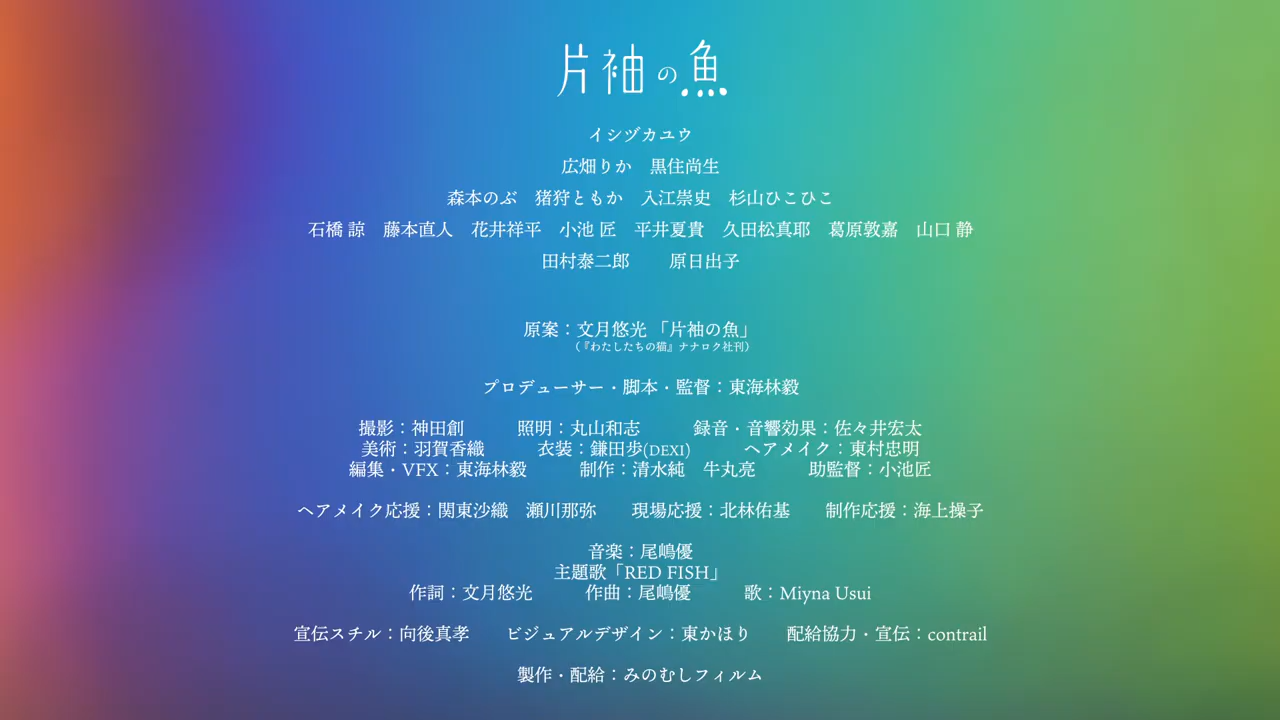 片袖の魚
イシヅカユウ
広畑りか　黒住尚生
森本のぶ　猪狩ともか　入江崇史　杉山ひこひこ
石橋 諒　藤本直人　花井祥平　小池 匠　平井夏貴　久田松真耶　葛原敦嘉　山口 静
田村泰二郎　原日出子
原案：文月悠光 「片袖の魚」
（『わたしたちの猫』ナナロク社刊）
プロデューサー・脚本・監督：東海林毅
撮影：神田創　照明：丸山和志　録音・音響効果：佐々井宏太
美術：羽賀香織　衣装：鎌田歩(DEXI)　ヘアメイク：東村忠明
編集・VFX：東海林毅　制作：清水純　牛丸亮　助監督：小池匠
ヘアメイク応援：関東沙織　瀬川那弥　現場応援：北林佑基　制作応援：海上操子
音楽：尾嶋優
主題歌「RED FISH」
作詞：文月悠光　作曲：尾嶋優　歌：Miyna Usui
宣伝スチル：向後真孝　ビジュアルデザイン：東かほり　配給協力・宣伝：contrail
製作・配給：みのむしフィルム